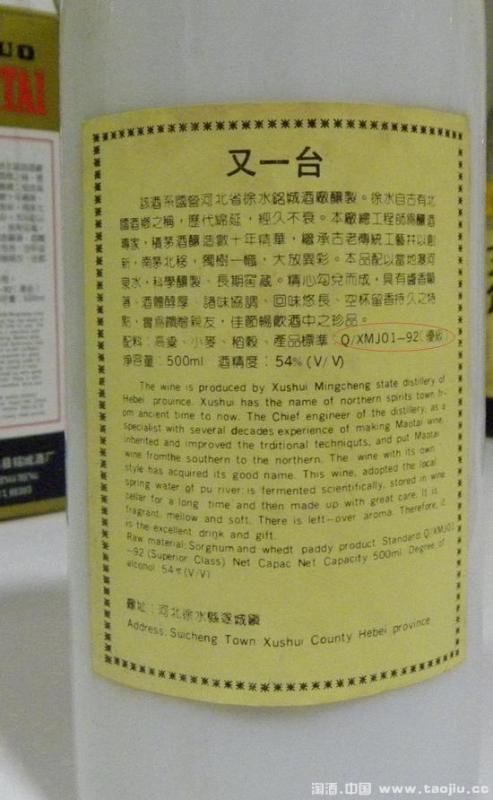 UO
TAI
又一台
該酒系國營河北省徐水銘城酒廠釀製。徐水自古有北
國酒鄉之稱，歷代綿延，經久不衰。本廠總工程師爲釀酒
專家，積茅酒釀造數十年精華，繼承古老傳統工藝并以創
新，南茅北移，獨樹一幟，大放異彩。本品配以當地瀑河
泉水，科學釀製、長期窖藏。精心勾兑而成，具有醬香幽
酒體醇厚、諧味協調、回味悠長、空杯留香持久之特
點，實爲饋贈親友，佳節暢飲酒中之珍品。
配料：高粱、小麥、稻穀、產品標準：Q/XMJ01-92(優級)
净容量：500ml 酒精度：54%(V/V)
The wine is produced by Xushui Mingcheng state distillery of
Hebei province. Xushui has the name of northern spirits town fr-
om ancient time to now. The Chief engineer of the distillery, as a
specialist with several decades experience of making Maotai wine,
inherited and improved the trditional techniquts, and put Maotai
wine fromthe southern to the northern. The wine with its own
style has acquired its good name. This wine, adopted the local
spring water of pu river is fermented scientifically, stored in wine
cellar for a long time and then made up with great care. It is
fragrant, mellow and soft. There is left-over aroma. Therefore, it
is the excellent drink and gift.
Raw material: Sorghum and whedt paddy product Standard: Q/XMJ01
-92 (Superior Class) Net Capac Net Capacity 500ml. Degree of
alcohol 54%(V/V)
廠址：河北徐水縣遂城鎮
Address: Suicheng Town Xushui County Hebei province
淘酒.中国 www.taojiu.cc